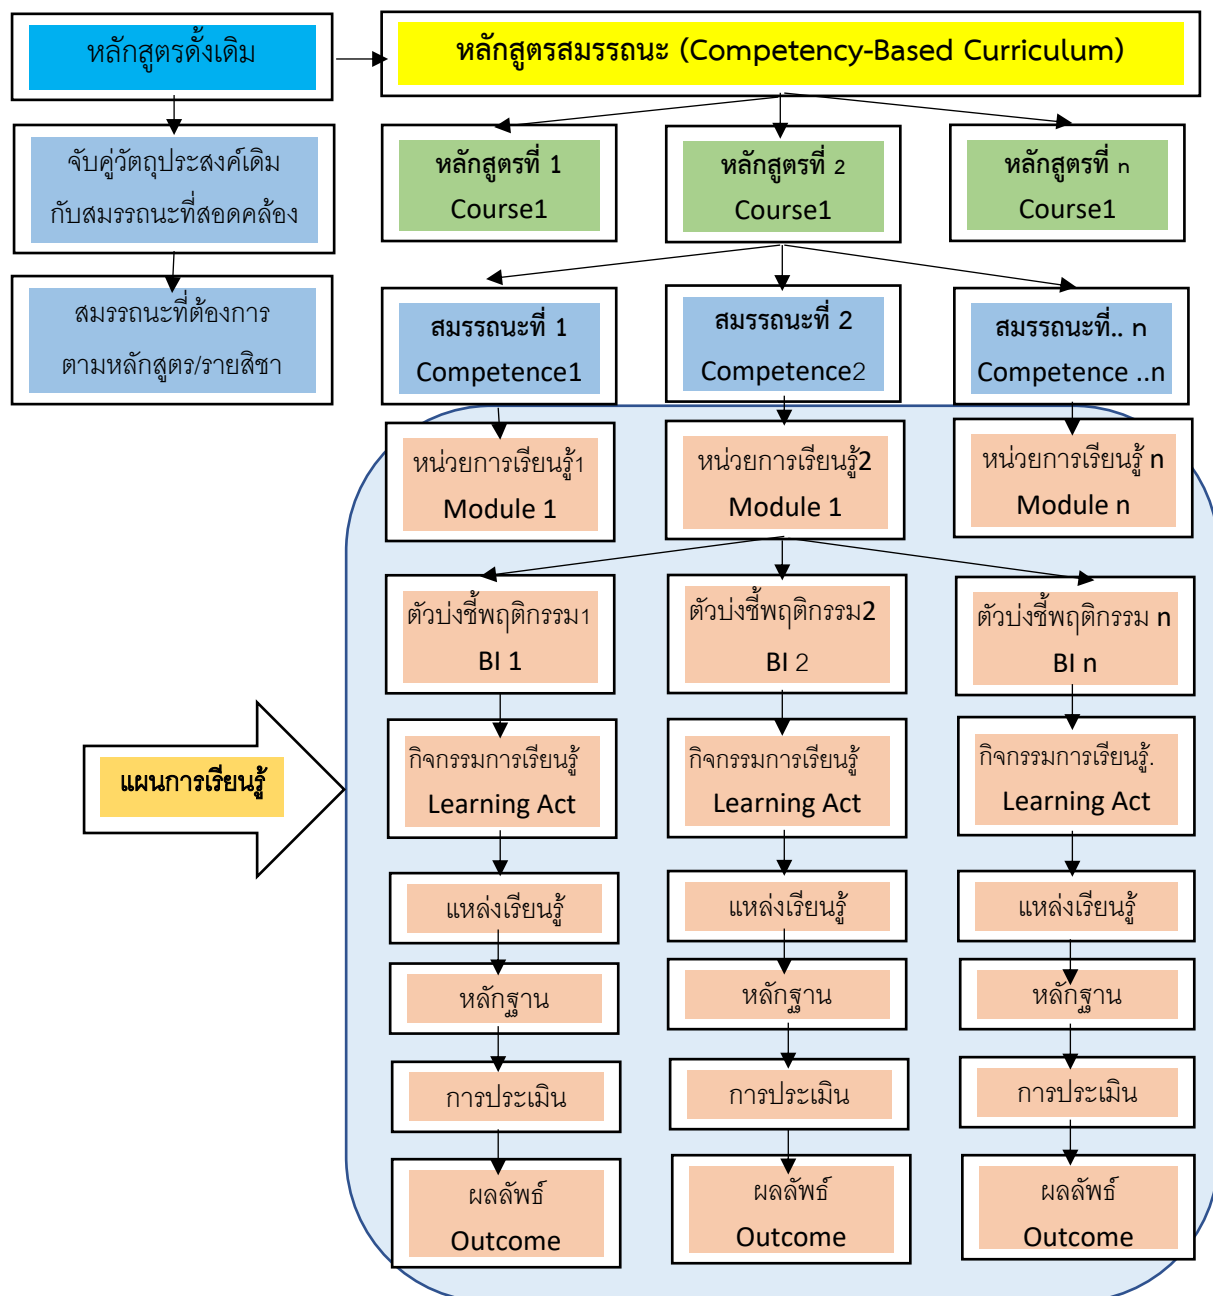 หลักสูตรดั้งเดิม
หลักสูตรสมรรถนะ (Competency-Based Curriculum)
จับคู่วัตถุประสงค์เดิม
กับสมรรถนะที่สอดคล้อง
หลักสูตรที่ 1
Course1
หลักสูตรที่ 2
Course1
หลักสูตรที่ n
Course1
สมรรถนะที่ต้องการ
ตามหลักสูตร/รายสิชา
สมรรถนะที่ 1
Competence1
สมรรถนะที่ 2
Competence2
สมรรถนะที่.. n
Competence ..n
หน่วยการเรียนรู้1
Module 1
หน่วยการเรียนรู้2
Module 1
หน่วยการเรียนรู้ n
Module n
ตัวบ่งชี้พฤติกรรม1
BI 1
ตัวบ่งชี้พฤติกรรม2
BI 2
ตัวบ่งชี้พฤติกรรม n
BI n
แผนการเรียนรู้
กิจกรรมการเรียนรู้
Learning Act
กิจกรรมการเรียนรู้
Learning Act
กิจกรรมการเรียนรู้.
Learning Act
แหล่งเรียนรู้
แหล่งเรียนรู้
แหล่งเรียนรู้
หลักฐาน
หลักฐาน
หลักฐาน
การประเมิน
การประเมิน
การประเมิน
ผลลัพธ์
Outcome
ผลลัพธ์
Outcome
ผลลัพธ์
Outcome